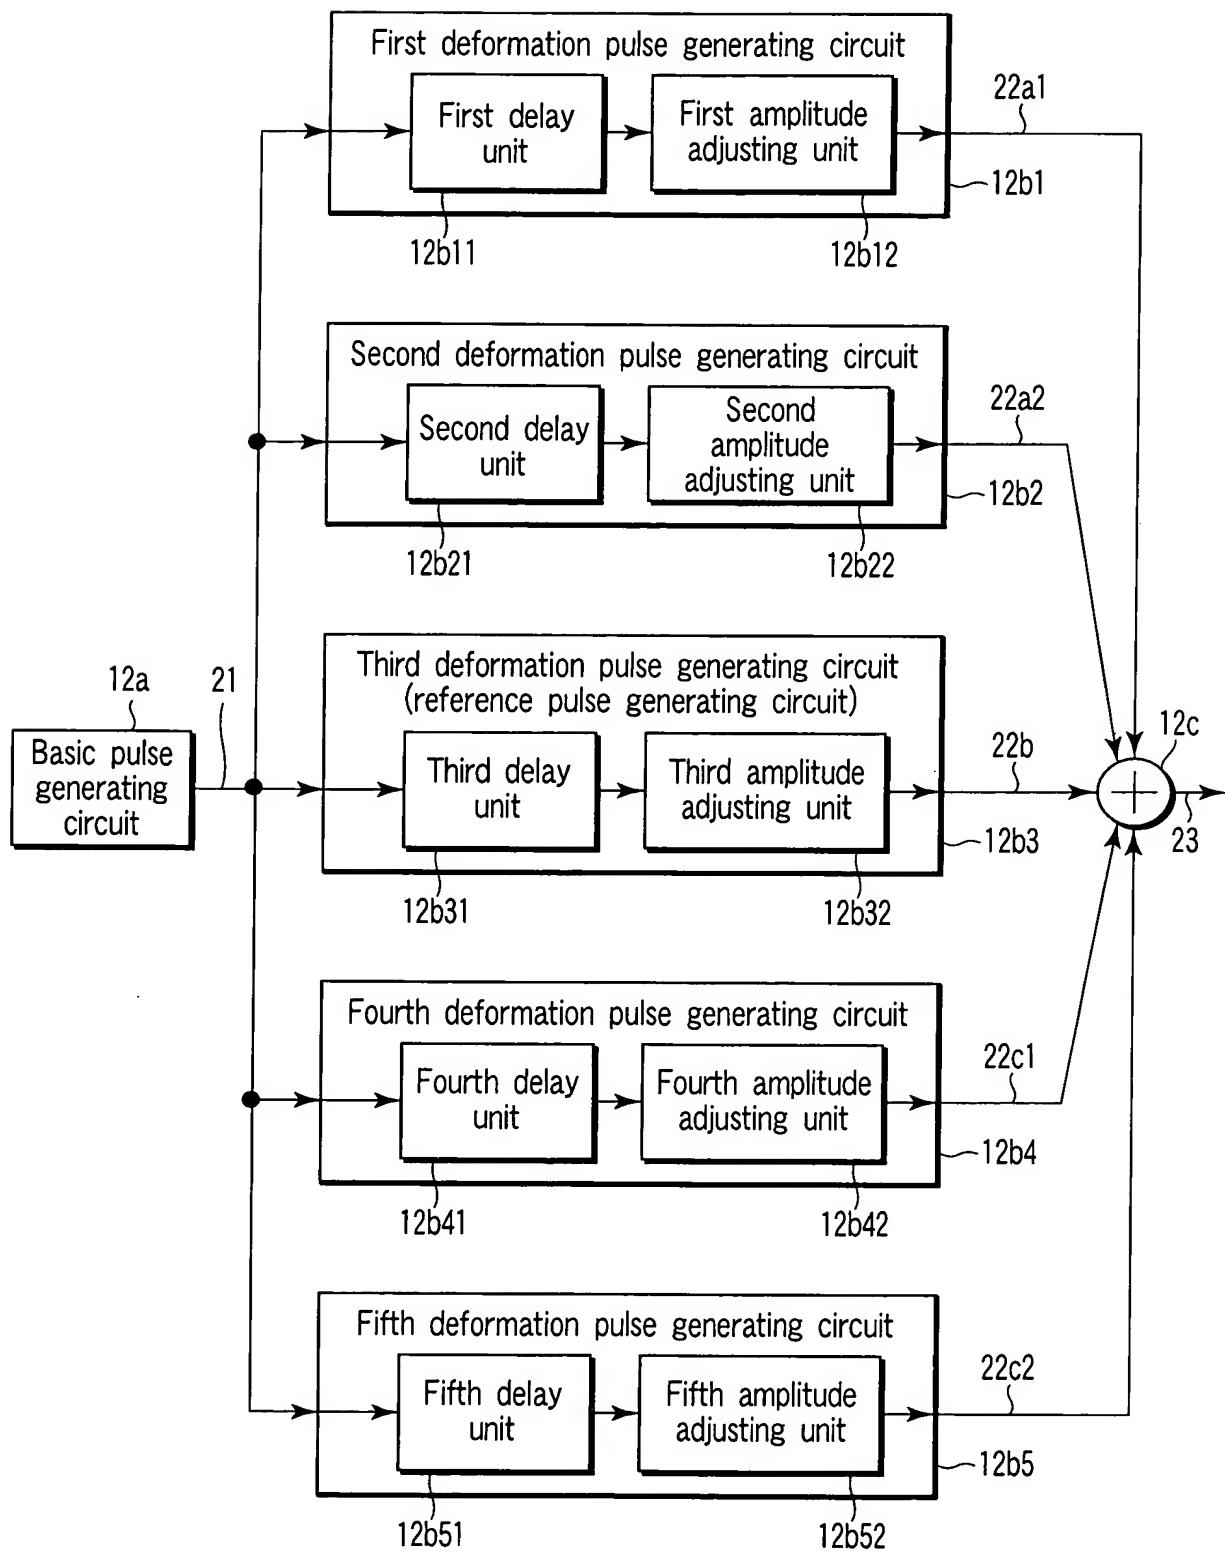 First deformation pulse generating circuit
First delay
unit
First amplitude
adjusting unit
22a1
12b1
12b11
12b12
Second deformation pulse generating circuit
Second delay
unit
Second
amplitude
adjusting unit
22a2
12b2
12b21
12b22
12a
21
Basic pulse
generating
circuit
Third deformation pulse generating circuit
(reference pulse generating circuit)
Third delay
unit
Third amplitude
adjusting unit
22b
12c
23
12b3
12b31
12b32
Fourth deformation pulse generating circuit
Fourth delay
unit
Fourth amplitude
adjusting unit
22c1
12b4
12b41
12b42
Fifth deformation pulse generating circuit
Fifth delay
unit
Fifth amplitude
adjusting unit
22c2
12b5
12b51
12b52